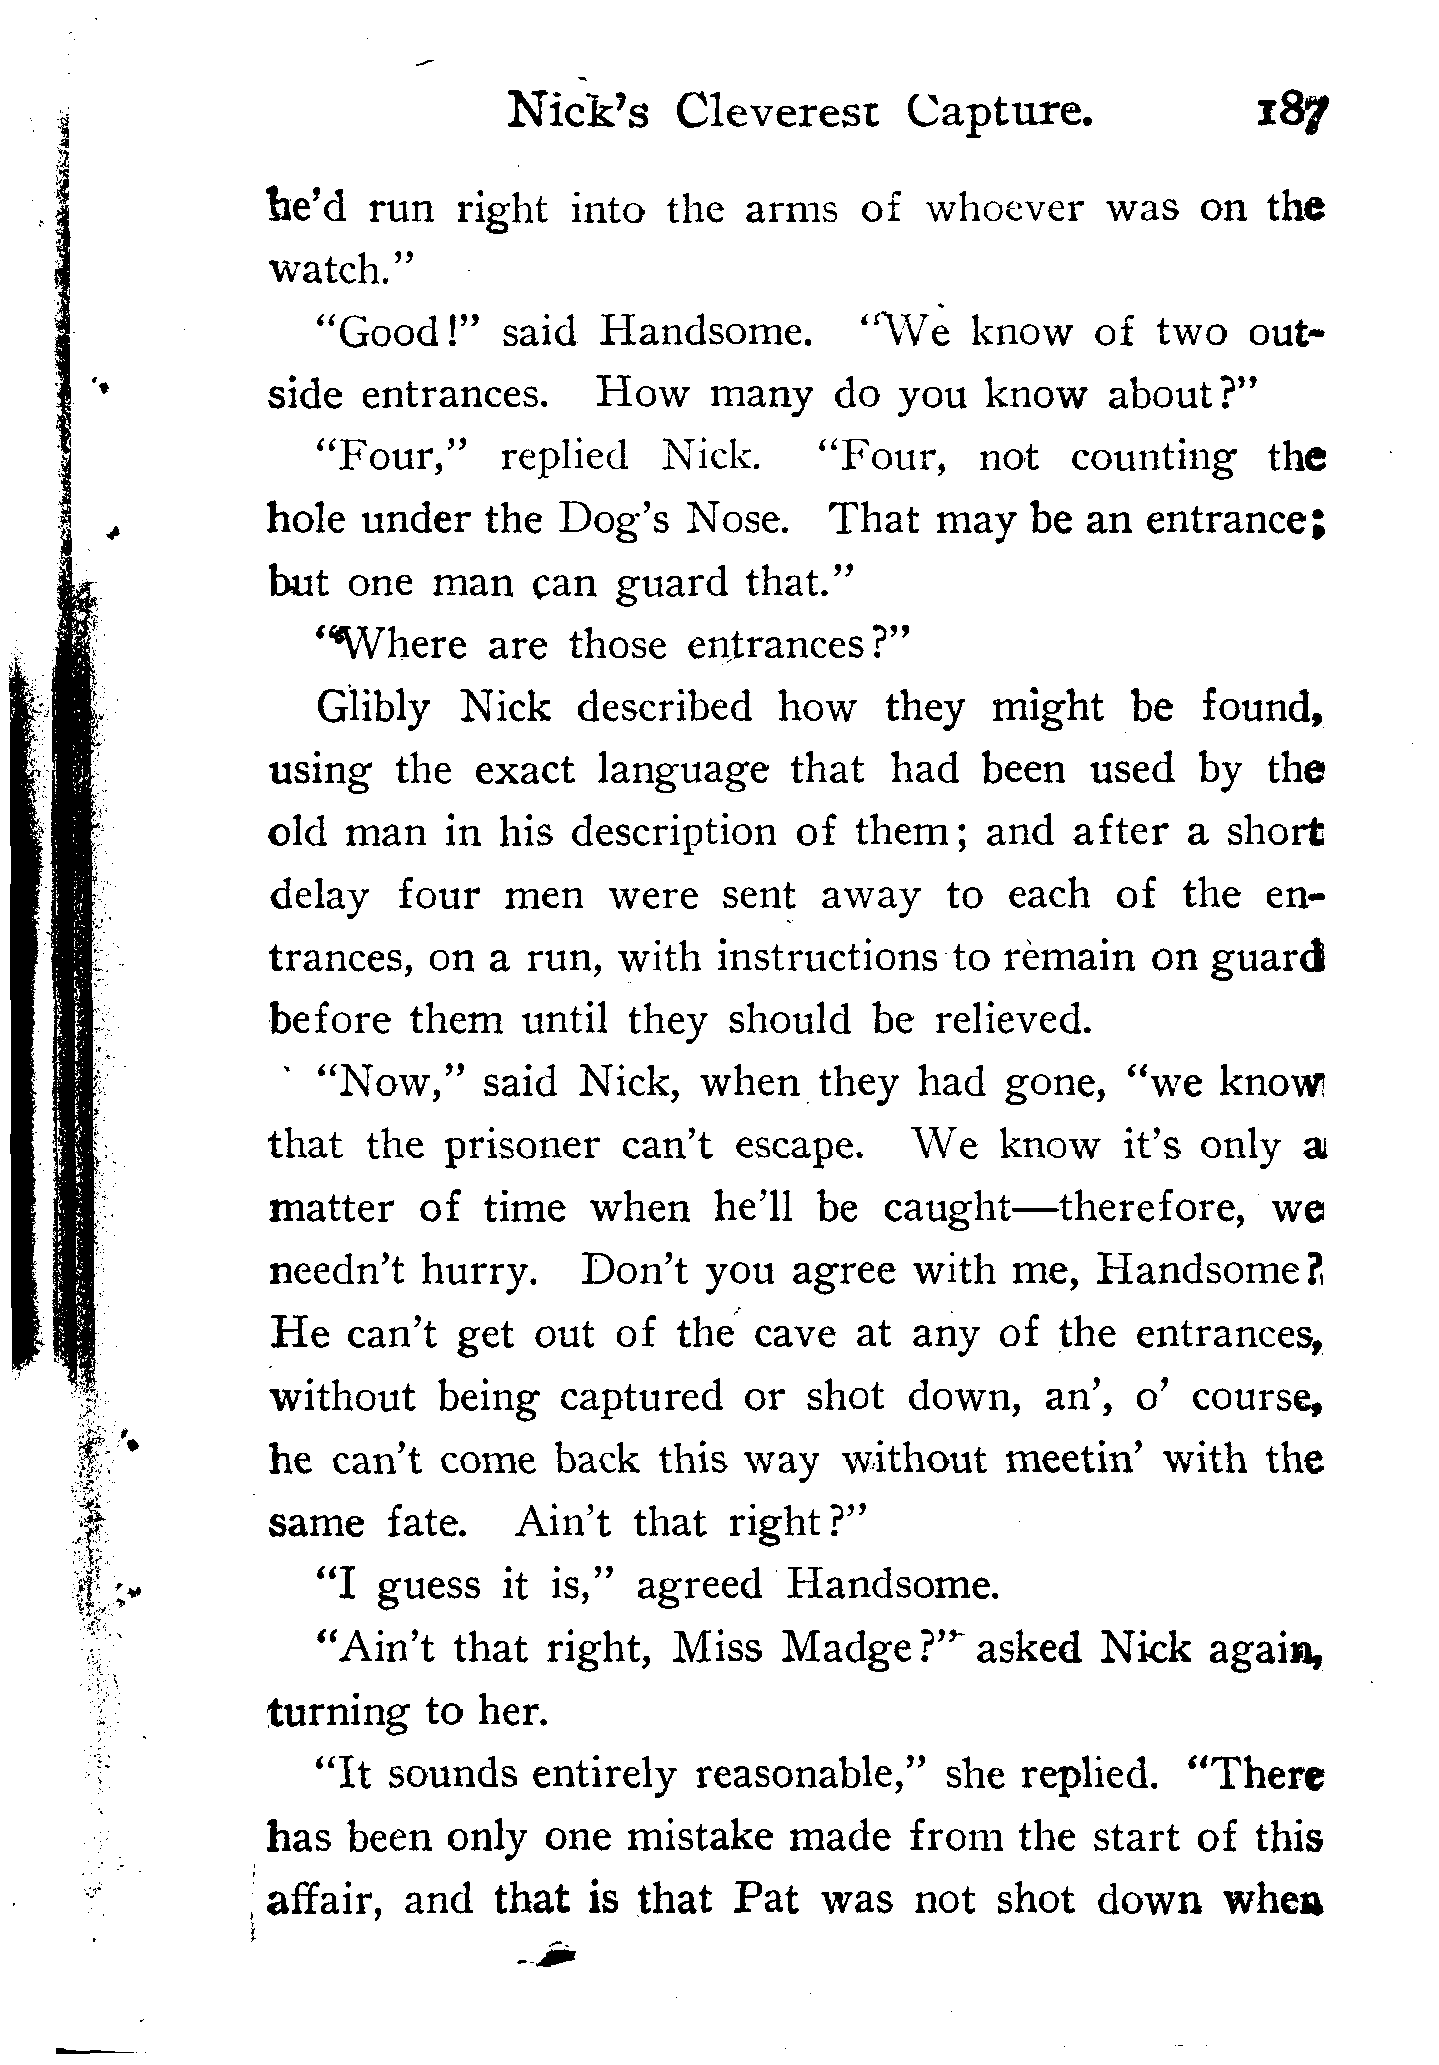 Nick's Cleverest Capture. 187
he'd run right into the arms of whoever was on the
watch."
"Good!" said Handsome. "We know of two out-
side entrances. How many do you know about?"
"Four," replied Nick. "Four, not counting the
hole under the Dog's Nose. That may be an entrance;
but one man can guard that."
"Where are those entrances?"
Glibly Nick described how they might be found,
using the exact language that had been used by the
old man in his description of them; and after a short
delay four men were sent away to each of the en-
trances, on a run, with instructions to remain on guard
before them until they should be relieved.
"Now," said Nick, when they had gone, "we know
that the prisoner can't escape. We know it's only a
matter of time when he'll be caught—therefore, we
needn't hurry. Don't you agree with me, Handsome?
He can't get out of the cave at any of the entrances,
without being captured or shot down, an', o' course,
he can't come back this way without meetin' with the
same fate. Ain't that right?"
"I guess it is," agreed Handsome.
"Ain't that right, Miss Madge?" asked Nick again,
turning to her.
"It sounds entirely reasonable," she replied. "There
has been only one mistake made from the start of this
affair, and that is that Pat was not shot down when